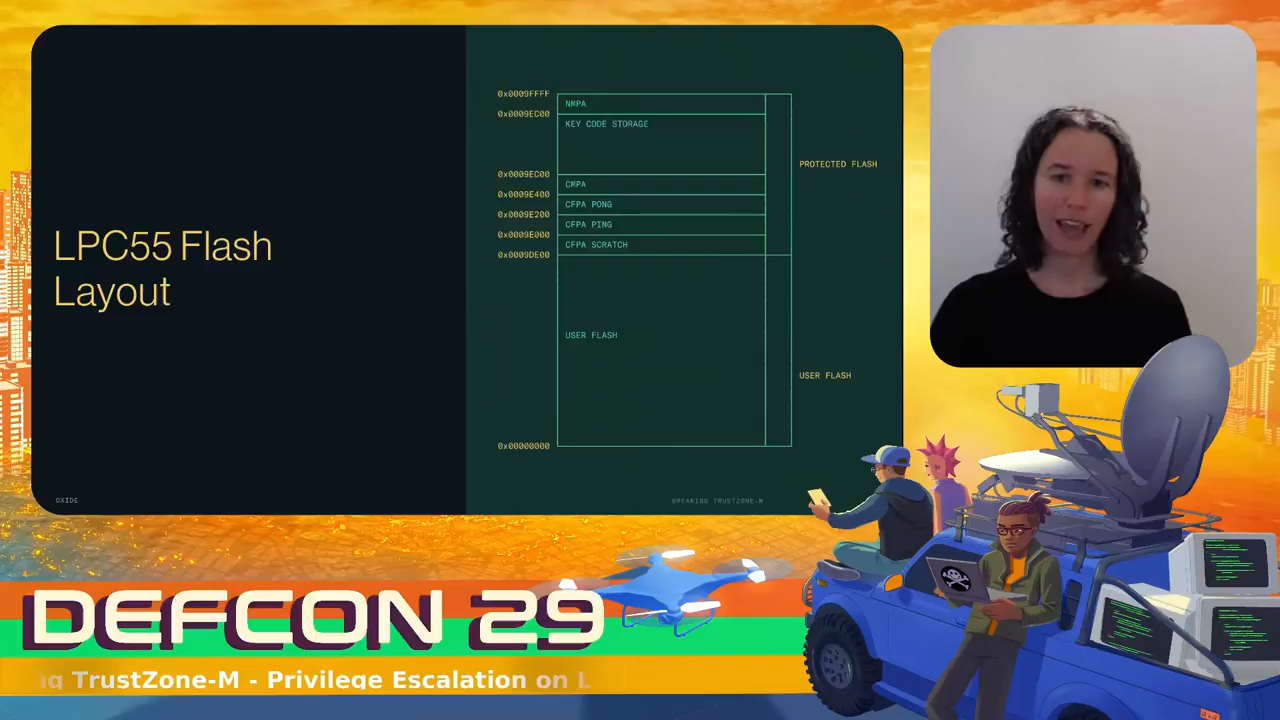 LPC55 Flash
Layout
0x0009FFFF
NMPA
0x0009EC00
KEY CODE STORAGE
PROTECTED FLASH
0x0009EC00
CMPA
0x0009E400
CFPA PONG
0x0009E200
CFPA PING
0x0009E000
CFPA SCRATCH
0x0009DE00
USER FLASH
USER FLASH
0x00000000
OXIDE
BREAKING TRUSTZONE-M
DEFCON 29
TrustZone-M - Privilege Escalation on